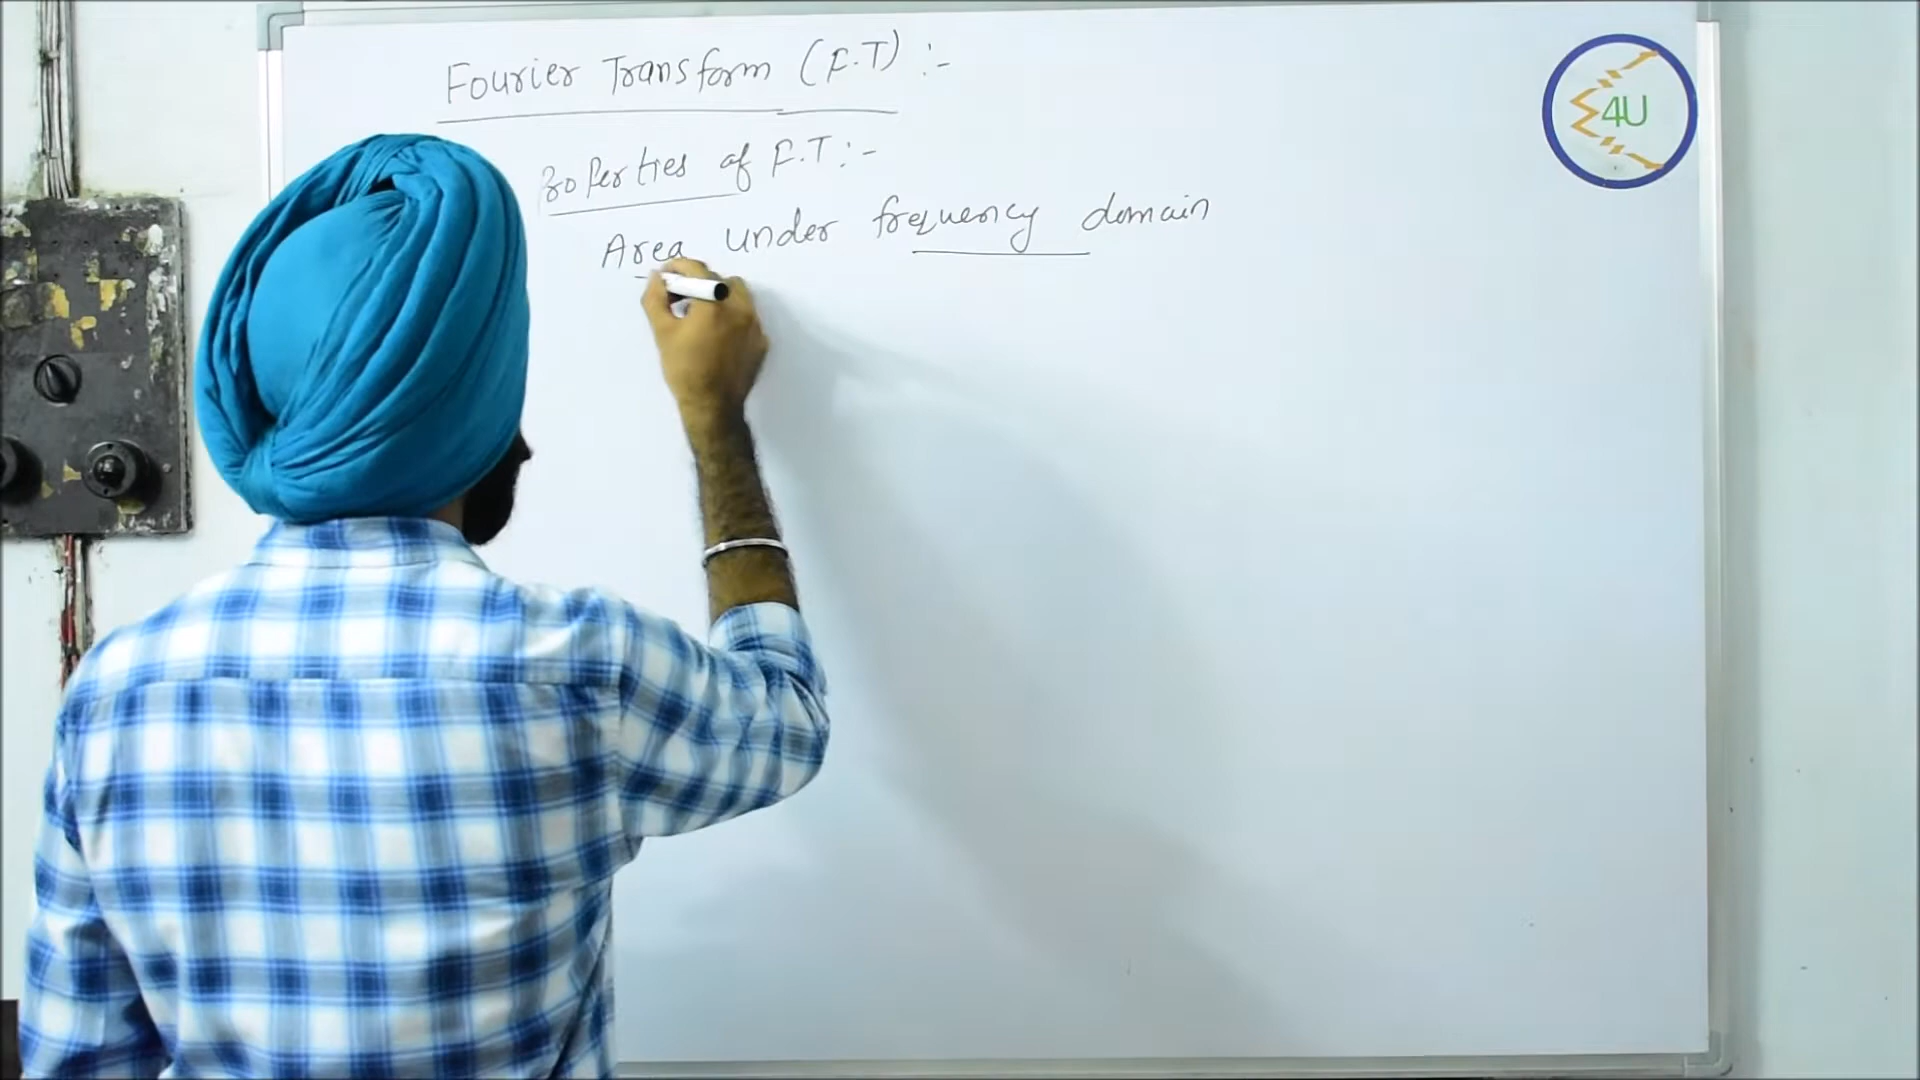 Fourier Transform (F.T) :-
Properties of F.T :-
Area under frequency domain
4U